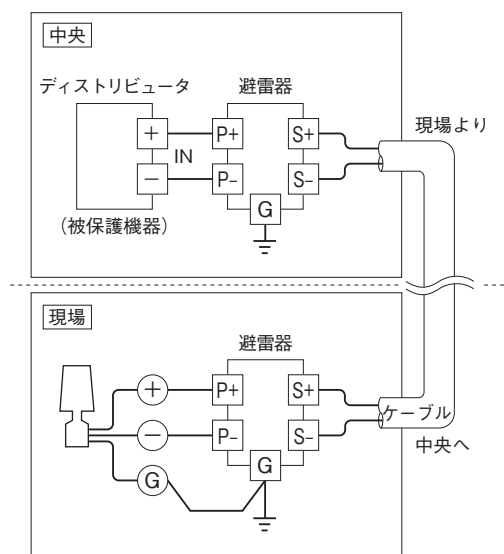 中央
ディストリビュータ
避雷器
+
P+
S+
現場より
IN
−
P−
S−
(被保護機器)
G
現場
避雷器
+
P+
S+
ケーブル
−
P−
S−
中央へ
G
G